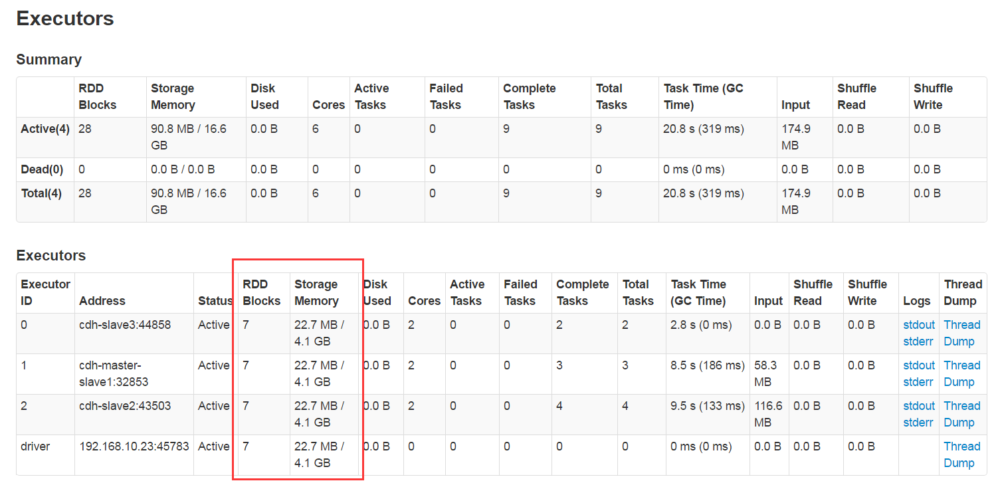 Executors
Summary
RDD Blocks Storage Memory Disk Used Cores Active Tasks Failed Tasks Complete Tasks Total Tasks Task Time (GC Time) Input Shuffle Read Shuffle Write
Active(4) 28 90.8 MB / 16.6 GB 0.0 B 6 0 0 9 9 20.8 s (319 ms) 174.9 MB 0.0 B 0.0 B
Dead(0) 0 0.0 B / 0.0 B 0.0 B 0 0 0 0 0 0 ms (0 ms) 0.0 B 0.0 B 0.0 B
Total(4) 28 90.8 MB / 16.6 GB 0.0 B 6 0 0 9 9 20.8 s (319 ms) 174.9 MB 0.0 B 0.0 B
Executors
Executor ID Address Status RDD Blocks Storage Memory Disk Used Cores Active Tasks Failed Tasks Complete Tasks Total Tasks Task Time (GC Time) Input Shuffle Read Shuffle Write Logs Thread Dump
0 cdh-slave3:44858 Active 7 22.7 MB / 4.1 GB 0.0 B 2 0 0 2 2 2.8 s (0 ms) 0.0 B 0.0 B 0.0 B stdout stderr Thread Dump
1 cdh-master-slave1:32853 Active 7 22.7 MB / 4.1 GB 0.0 B 2 0 0 3 3 8.5 s (186 ms) 58.3 MB 0.0 B 0.0 B stdout stderr Thread Dump
2 cdh-slave2:43503 Active 7 22.7 MB / 4.1 GB 0.0 B 2 0 0 4 4 9.5 s (133 ms) 116.6 MB 0.0 B 0.0 B stdout stderr Thread Dump
driver 192.168.10.23:45783 Active 7 22.7 MB / 4.1 GB 0.0 B 0 0 0 0 0 0 ms (0 ms) 0.0 B 0.0 B 0.0 B Thread Dump